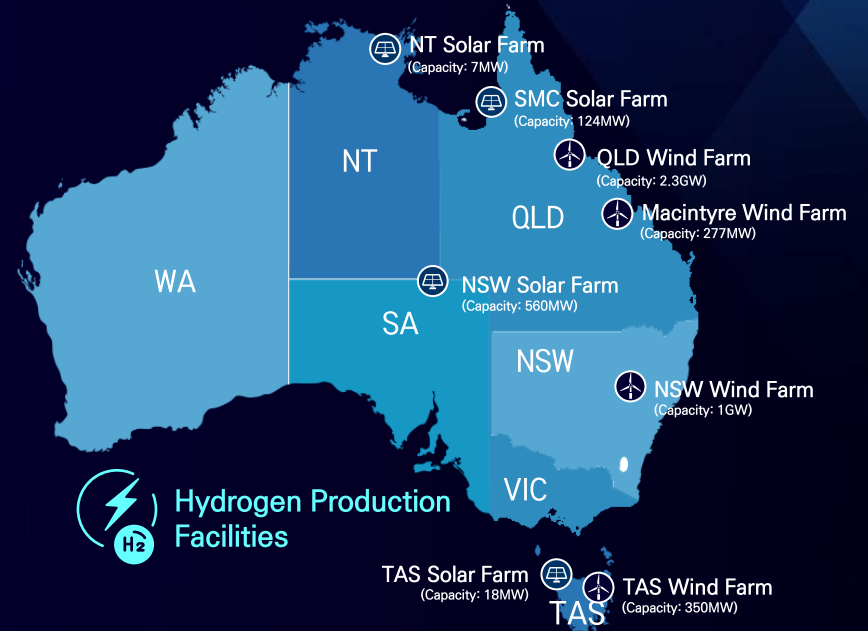 NT Solar Farm
(Capacity: 7MW)
SMC Solar Farm
(Capacity: 124MW)
NT
QLD Wind Farm
(Capacity: 2.3GW)
QLD
Macintyre Wind Farm
(Capacity: 277MW)
WA
NSW Solar Farm
(Capacity: 560MW)
SA
NSW
NSW Wind Farm
(Capacity: 1GW)
VIC
Hydrogen Production
Facilities
H2
TAS Solar Farm
(Capacity: 18MW)
TAS Wind Farm
(Capacity: 350MW)
TAS